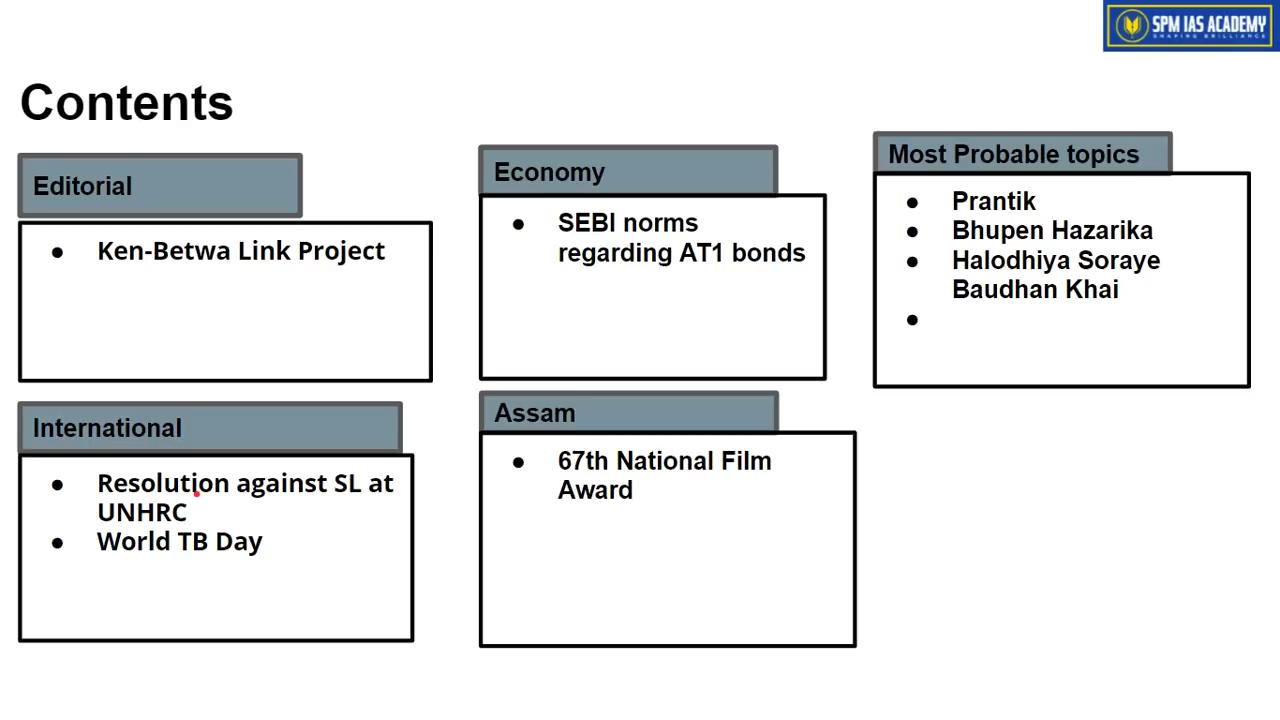 SPM IAS ACADEMY
SHAPING BRILLIANCE
Contents
Editorial
● Ken-Betwa Link Project
Economy
● SEBI norms
regarding AT1 bonds
Most Probable topics
● Prantik
● Bhupen Hazarika
● Halodhiya Soraye
Baudhan Khai
●
International
● Resolution against SL at
UNHRC
● World TB Day
Assam
● 67th National Film
Award